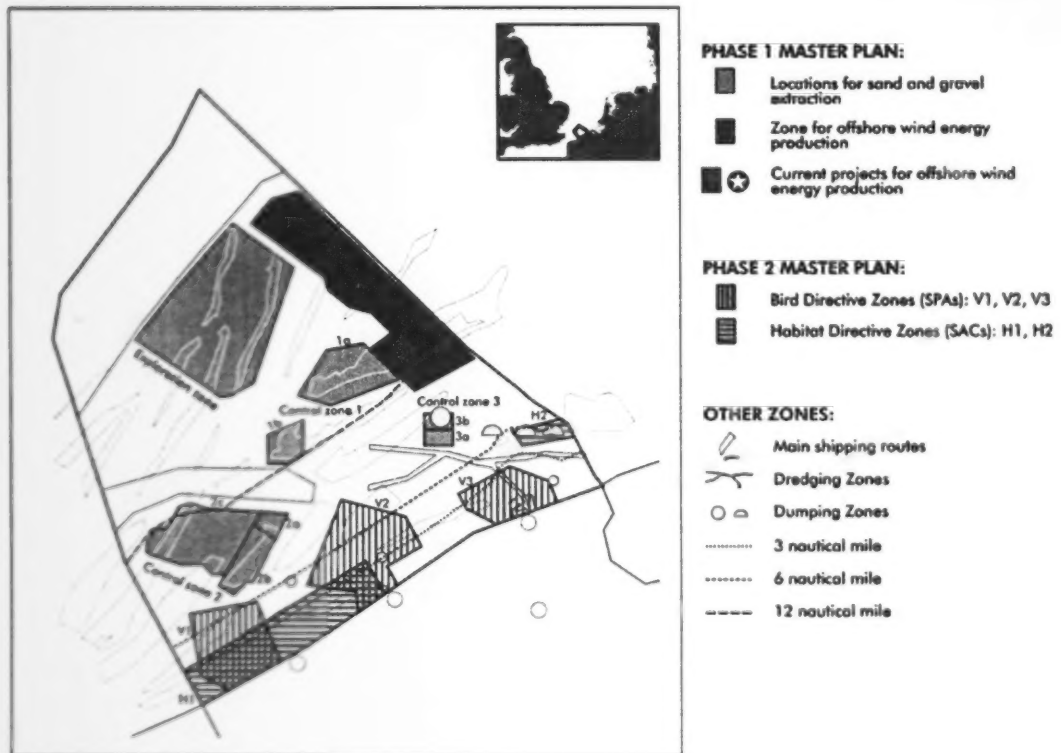 PHASE 1 MASTER PLAN:
Locations for sand and gravel
extraction
Zone for offshore wind energy
production
Current projects for offshore wind
energy production
PHASE 2 MASTER PLAN:
Bird Directive Zones (SPAs): V1, V2, V3
Habitat Directive Zones (SACs): H1, H2
OTHER ZONES:
Main shipping routes
Dredging Zones
Dumping Zones
3 nautical mile
6 nautical mile
12 nautical mile
Exploration zone
1a
Control zone 1
1b
Control zone 3
3b
3a
H2
V3
V2
2c
2a
2b
Control zone 2
V1
H1